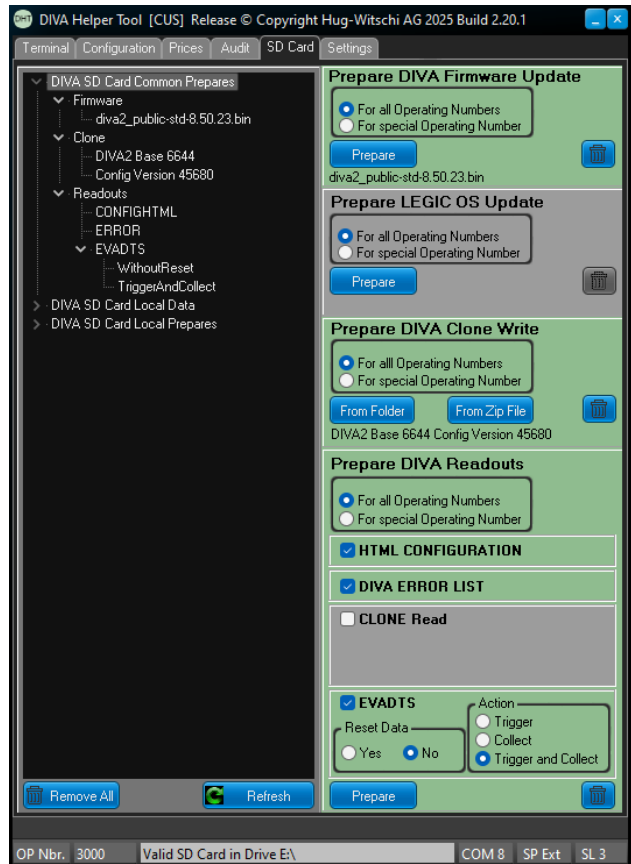 DHT DIVA Helper Tool [CUS] Release © Copyright Hug-Witschi AG 2025 Build 2.20.1
Terminal Configuration Prices Audit SD Card Settings
DIVA SD Card Common Prepares
Firmware
diva2_public-std-8.50.23.bin
Clone
DIVA2 Base 6644
Config Version 45680
Readouts
CONFIGHTML
ERROR
EVADTS
WithoutReset
TriggerAndCollect
DIVA SD Card Local Data
DIVA SD Card Local Prepares
Remove All
Refresh
Prepare DIVA Firmware Update
For all Operating Numbers
For special Operating Number
Prepare
diva2_public-std-8.50.23.bin
Prepare LEGIC OS Update
For all Operating Numbers
For special Operating Number
Prepare
Prepare DIVA Clone Write
For alll Operating Numbers
For special Operating Number
From Folder
From Zip File
DIVA2 Base 6644 Config Version 45680
Prepare DIVA Readouts
For all Operating Numbers
For special Operating Number
HTML CONFIGURATION
DIVA ERROR LIST
CLONE Read
EVADTS
Reset Data
Yes
No
Action
Trigger
Collect
Trigger and Collect
Prepare
OP Nbr. 3000 Valid SD Card in Drive E:\ COM 8 SP Ext SL 3